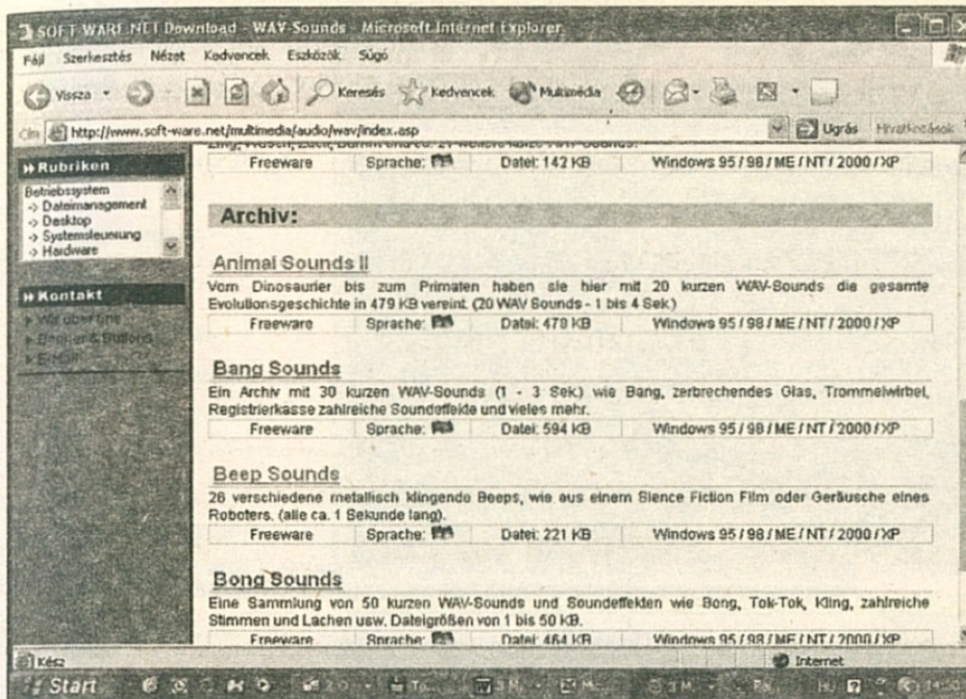 SOFT-WARE.NET Download - WAV-Sounds - Microsoft Internet Explorer
Fájl Szerkesztés Nézet Kedvencek Eszközök Súgó
Vissza Keresés Kedvencek Multimédia
Cím http://www.soft-ware.net/multimedia/audio/wav/index.asp Ugrás Hivatkozások
Rubriken
Betriebssystem
-> Dateimanagement
-> Desktop
-> Systemsteuerung
-> Hardware
Kontakt
Wir über uns
Banner & Buttons
E-Mail
Freeware Sprache: Datei: 142 KB Windows 95 / 98 / ME / NT / 2000 / XP
Archiv:
Animal Sounds II
Vom Dinosaurier bis zum Primaten haben sie hier mit 20 kurzen WAV-Sounds die gesamte
Evolutionsgeschichte in 479 KB vereint. (20 WAV Sounds - 1 bis 4 Sek.)
Freeware Sprache: Datei: 479 KB Windows 95 / 98 / ME / NT / 2000 / XP
Bang Sounds
Ein Archiv mit 30 kurzen WAV-Sounds (1 - 3 Sek.) wie Bang, zerbrechendes Glas, Trommelwirbel,
Registrierkasse zahlreiche Soundeffekte und vieles mehr.
Freeware Sprache: Datei: 594 KB Windows 95 / 98 / ME / NT / 2000 / XP
Beep Sounds
26 verschiedene metallisch klingende Beeps, wie aus einem Sience Fiction Film oder Geräusche eines
Roboters. (alle ca. 1 Sekunde lang).
Freeware Sprache: Datei: 221 KB Windows 95 / 98 / ME / NT / 2000 / XP
Bong Sounds
Eine Sammlung von 50 kurzen WAV-Sounds und Soundeffekten wie Bong, Tok-Tok, Kling, zahlreiche
Stimmen und Lachen usw. Dateigrößen von 1 bis 50 KB.
Freeware Sprache: Datei: 464 KB Windows 95 / 98 / ME / NT / 2000 / XP
Kész Internet
Start HU